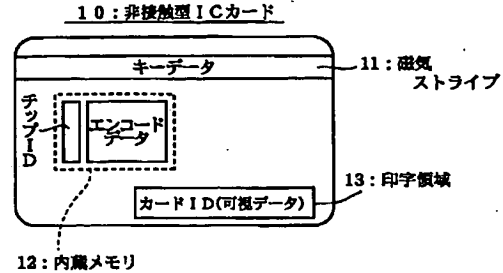 10:非接触型ICカード
キーデータ
11:磁気
ストライプ
チップID
エンコード
データ
13:印字領域
カードID(可視データ)
12:内蔵メモリ